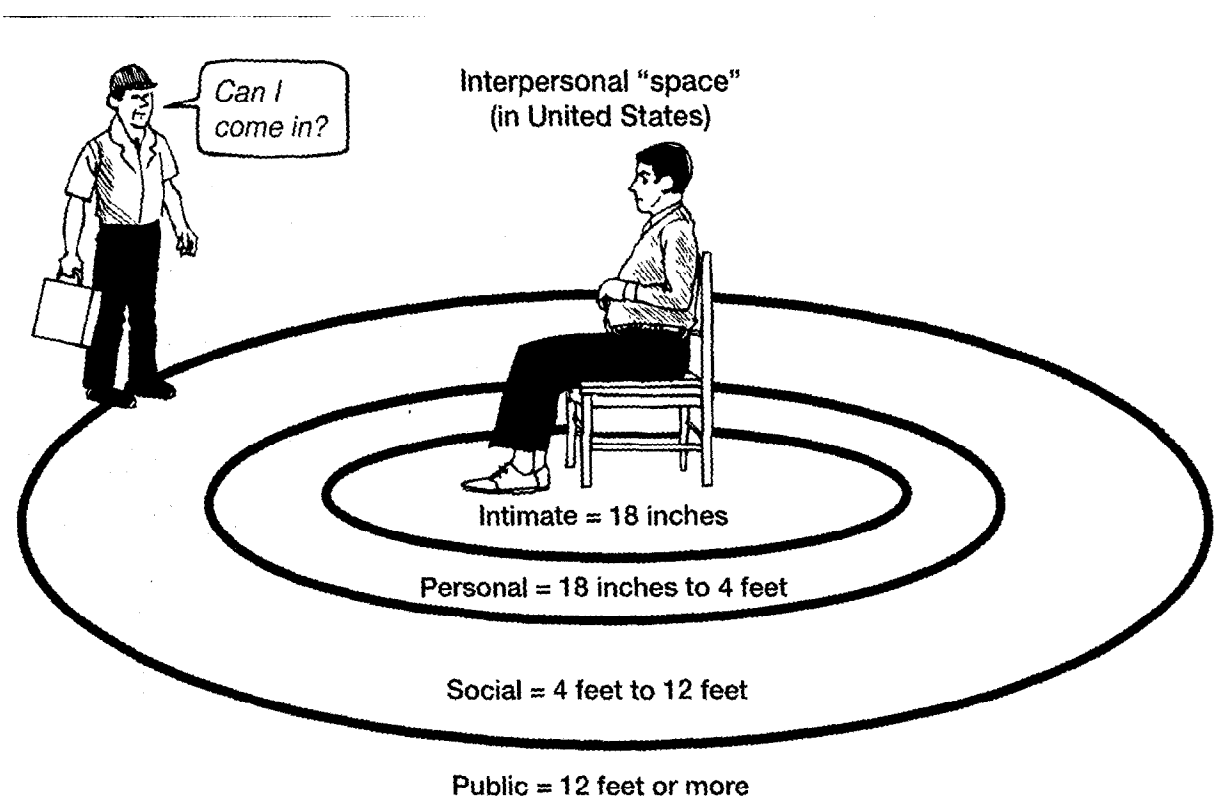 Can I
come in?
Interpersonal “space”
(in United States)
Intimate = 18 inches
Personal = 18 inches to 4 feet
Social = 4 feet to 12 feet
Public = 12 feet or more